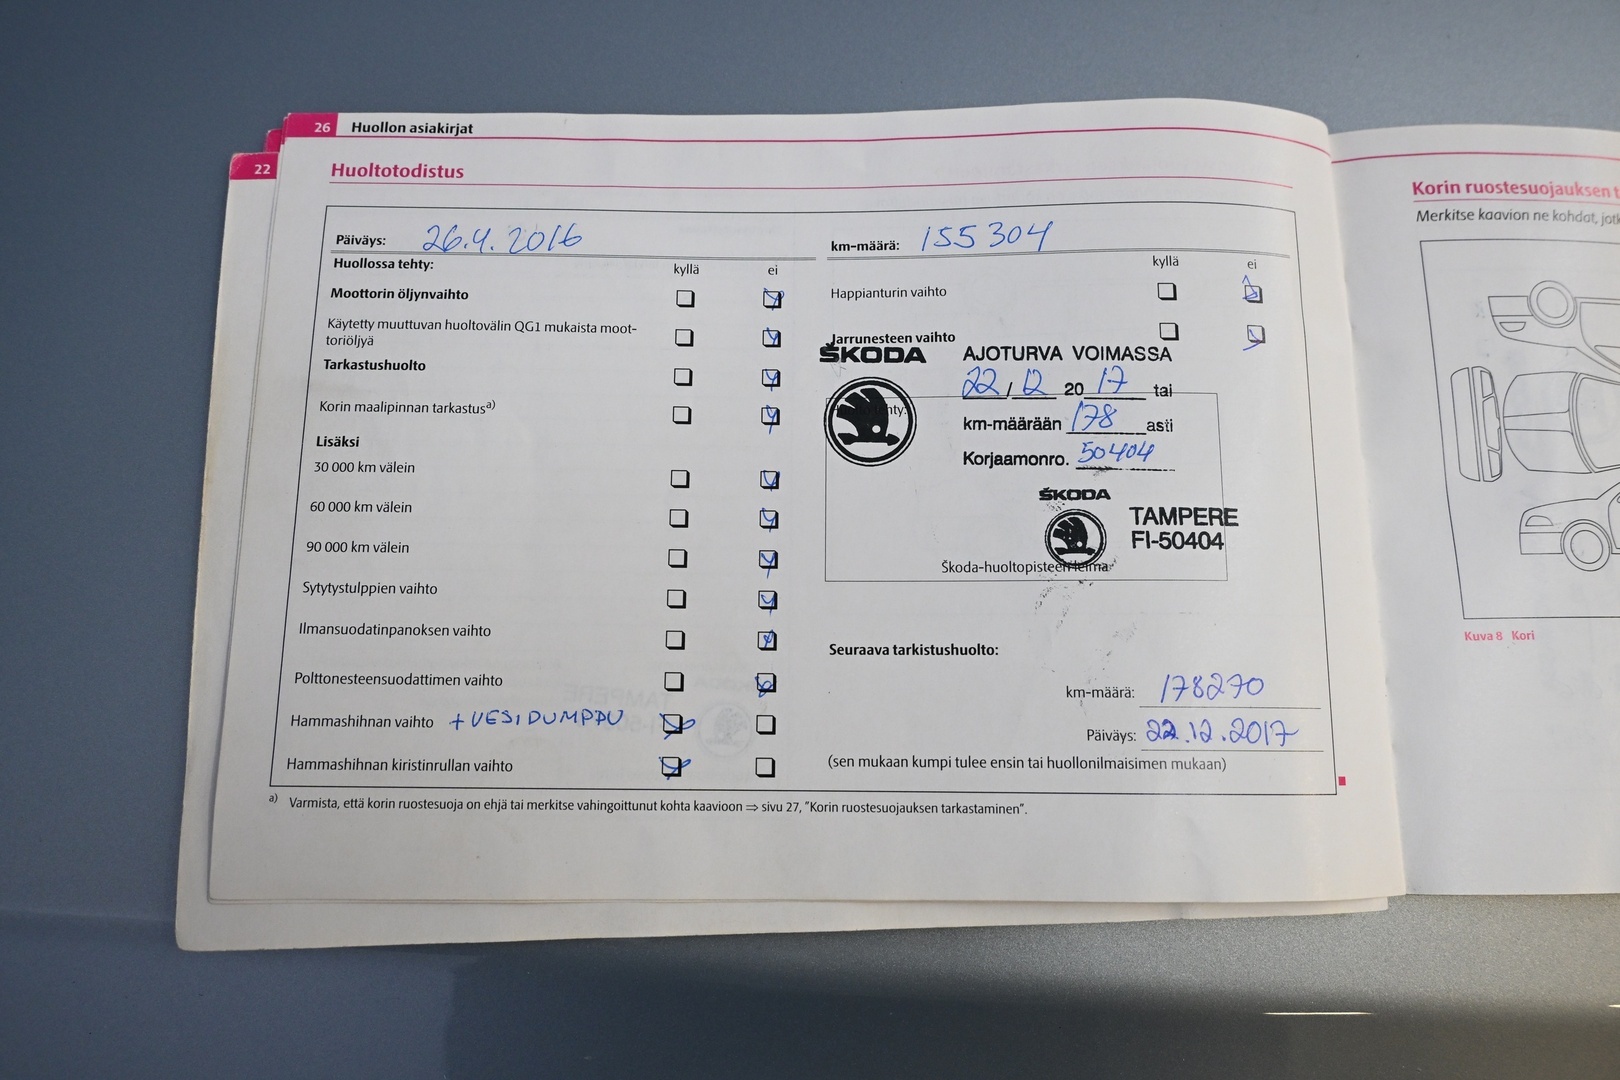 26 Huollon asiakirjat
22
Huoltotodistus
Päiväys: 26.4.2016
km-määrä: 155 304
Huollossa tehty: kyllä ei
kyllä ei
Moottorin öljynvaihto
Käytetty muuttuvan huoltovälin QG1 mukaista moot-
toriöljyä
Tarkastushuolto
Korin maalipinnan tarkastus a)
Lisäksi
30 000 km välein
60 000 km välein
90 000 km välein
Sytytystulppien vaihto
Ilmansuodatinpanoksen vaihto
Polttonesteensuodattimen vaihto
Hammashihnan vaihto + VESIPUMPPU
Hammashihnan kiristinrullan vaihto
Happianturin vaihto
Jarrunesteen vaihto
ŠKODA AJOTURVA VOIMASSA
22 / 12 20 17 tai
km-määrään 178 asti
Korjaamonro. 50404
ŠKODA
TAMPERE
FI-50404
Škoda-huoltopisteen leima
Seuraava tarkistushuolto:
km-määrä: 178270
Päiväys: 22.12.2017
(sen mukaan kumpi tulee ensin tai huollonilmaisimen mukaan)
a) Varmista, että korin ruostesuoja on ehjä tai merkitse vahingoittunut kohta kaavioon ⇒ sivu 27, "Korin ruostesuojauksen tarkastaminen".
Korin ruostesuojauksen
Merkitse kaavion ne kohdat,
Kuva 8 Kori